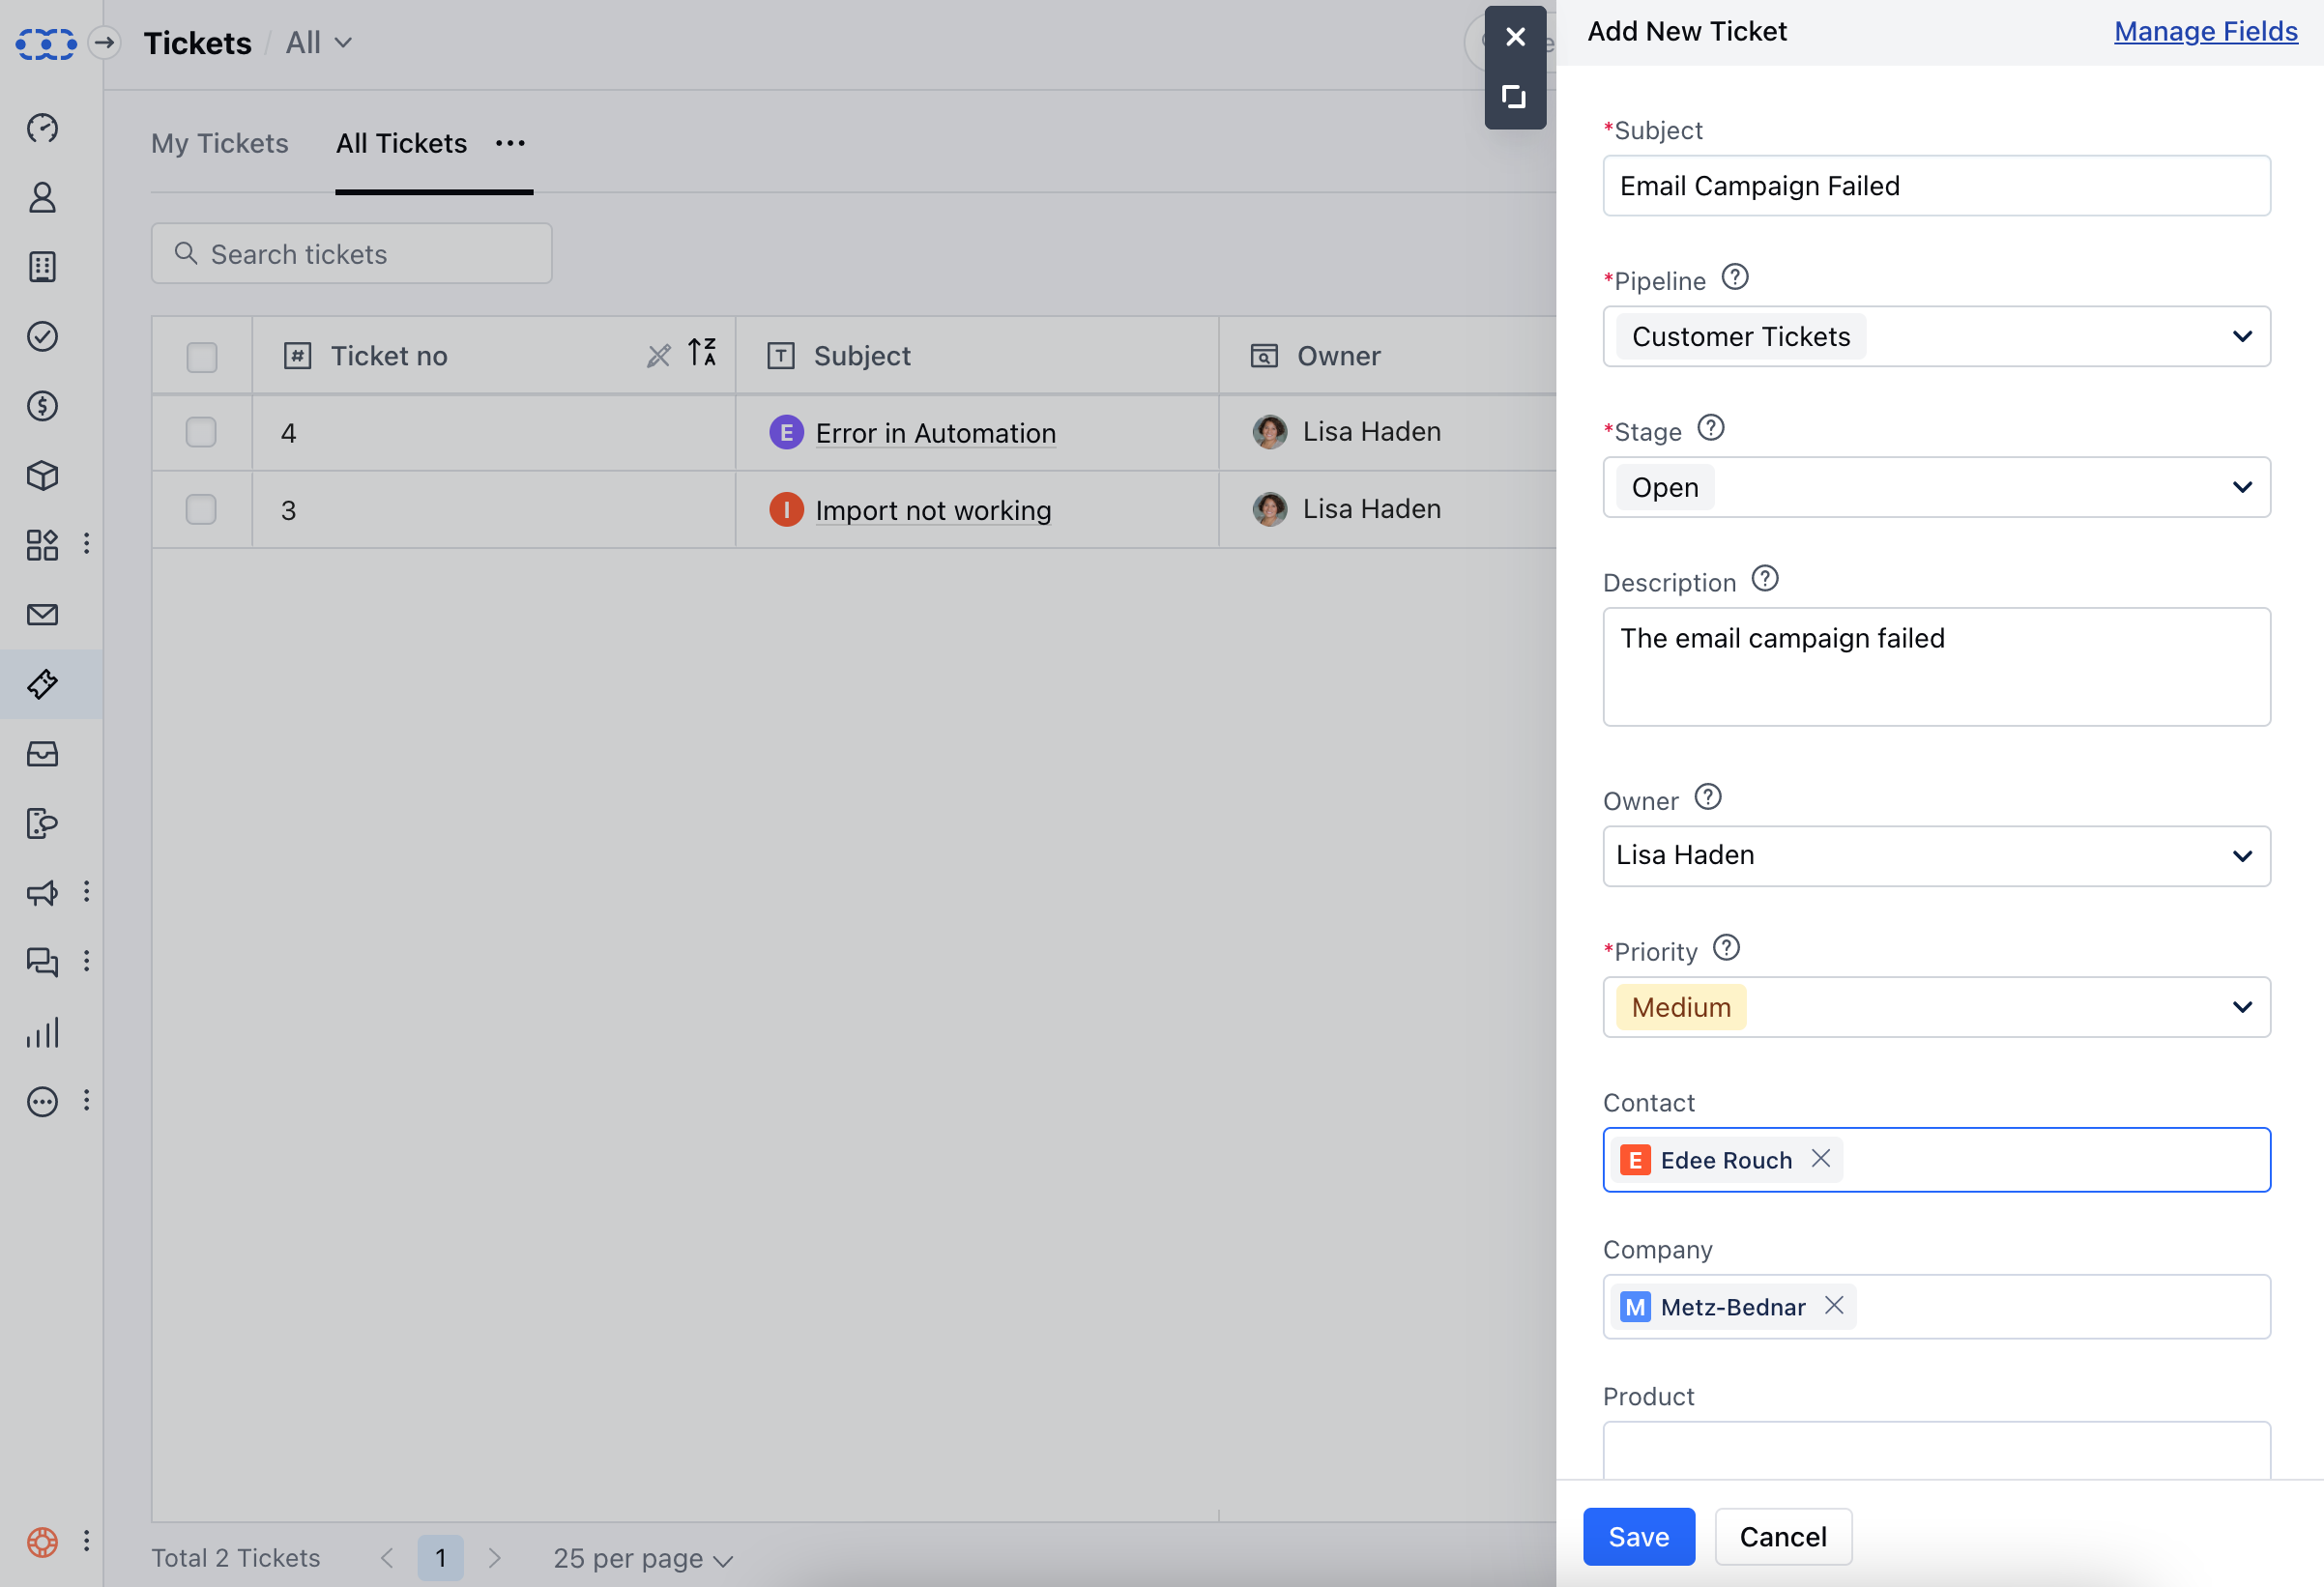 Tickets / All
My Tickets
All Tickets
Search tickets
Ticket no
Subject
Owner
4
E
Error in Automation
Lisa Haden
3
I
Import not working
Lisa Haden
Total 2 Tickets
1
25 per page
Add New Ticket
Manage Fields
*Subject
Email Campaign Failed
*Pipeline
Customer Tickets
*Stage
Open
Description
The email campaign failed
Owner
Lisa Haden
*Priority
Medium
Contact
E Edee Rouch
Company
M Metz-Bednar
Product
Save
Cancel